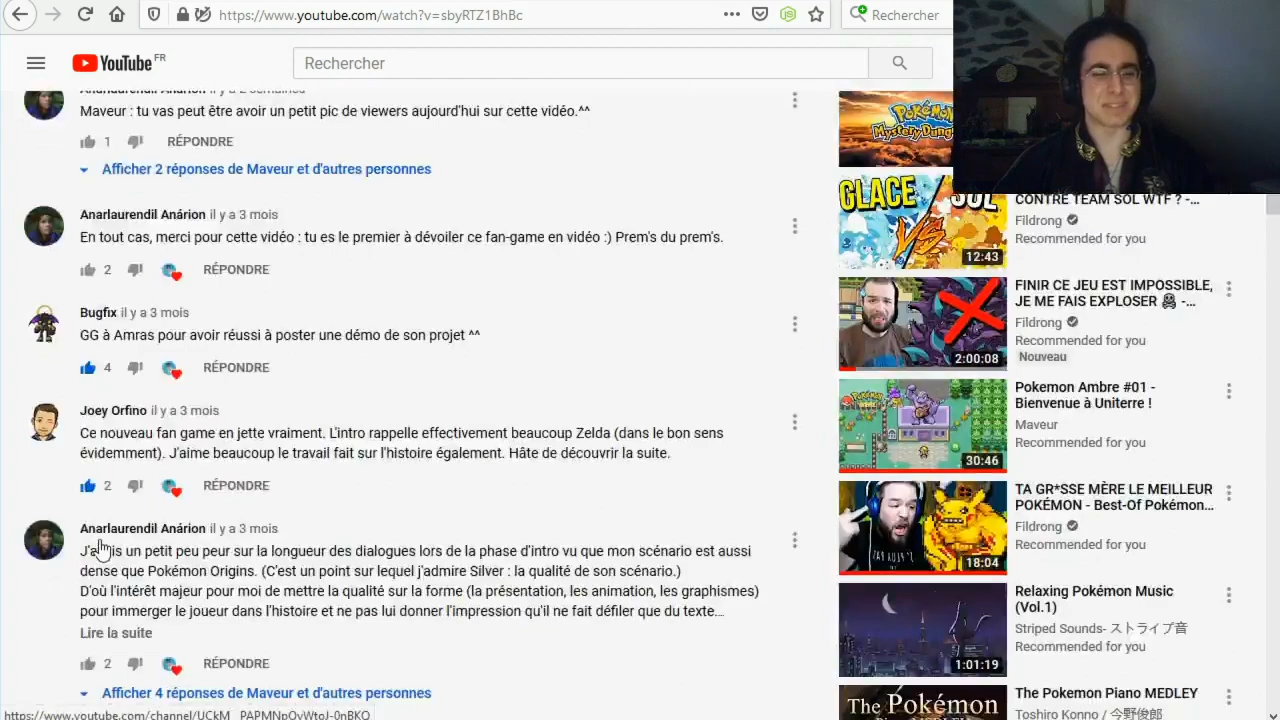 https://www.youtube.com/watch?v=sbyRTZ1BhBc
Rechercher
YouTube FR
Rechercher
Anarlaurendil Anárion il y a 2 semaines
Maveur : tu vas peut être avoir un petit pic de viewers aujourd'hui sur cette vidéo.^^
1 RÉPONDRE
Afficher 2 réponses de Maveur et d'autres personnes
Anarlaurendil Anárion il y a 3 mois
En tout cas, merci pour cette vidéo : tu es le premier à dévoiler ce fan-game en vidéo :) Prem's du prem's.
2 RÉPONDRE
Bugfix il y a 3 mois
GG à Amras pour avoir réussi à poster une démo de son projet ^^
4 RÉPONDRE
Joey Orfino il y a 3 mois
Ce nouveau fan game en jette vraiment. L'intro rappelle effectivement beaucoup Zelda (dans le bon sens
évidemment). J'aime beaucoup le travail fait sur l'histoire également. Hâte de découvrir la suite.
2 RÉPONDRE
Anarlaurendil Anárion il y a 3 mois
J'avais un petit peu peur sur la longueur des dialogues lors de la phase d'intro vu que mon scénario est aussi
dense que Pokemon Origins. (C'est un point sur lequel j'admire Silver : la qualité de son scénario.)
D'où l'intérêt majeur pour moi de mettre la qualité sur la forme (la présentation, les animation, les graphismes)
pour immerger le joueur dans l'histoire et ne pas lui donner l'impression qu'il ne fait défiler que du texte...
Lire la suite
2 RÉPONDRE
Afficher 4 réponses de Maveur et d'autres personnes
Pokémon
Mystery Dung
GLACE VS SOL
12:43
CONTRE TEAM SOL WTF ? -...
Fildrong
Recommended for you
2:00:08
FINIR CE JEU EST IMPOSSIBLE,
JE ME FAIS EXPLOSER ☠ -...
Fildrong
Recommended for you
Nouveau
30:46
Pokemon Ambre #01 -
Bienvenue à Uniterre !
Maveur
Recommended for you
18:04
TA GR*SSE MÈRE LE MEILLEUR
POKÉMON - Best-Of Pokémon...
Fildrong
Recommended for you
1:01:19
Relaxing Pokémon Music
(Vol.1)
Striped Sounds- ストライプ音
Recommended for you
The Pokémon
The Pokemon Piano MEDLEY
Toshiro Konno / 今野俊郎